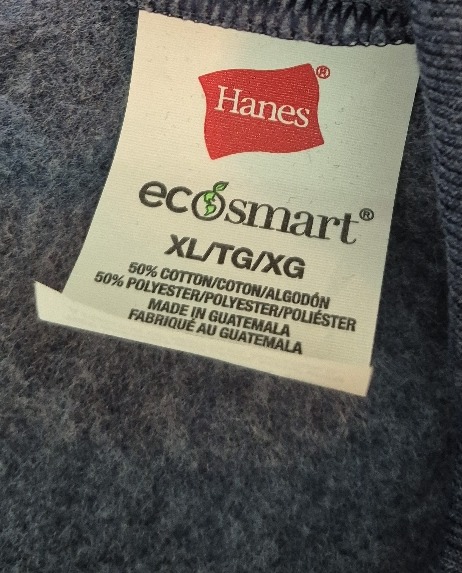 Hanes®
ecosmart®
XL/TG/XG
50% COTTON/COTON/ALGODÓN
50% POLYESTER/POLYESTER/POLIÉSTER
MADE IN GUATEMALA
FABRIQUÉ AU GUATEMALA